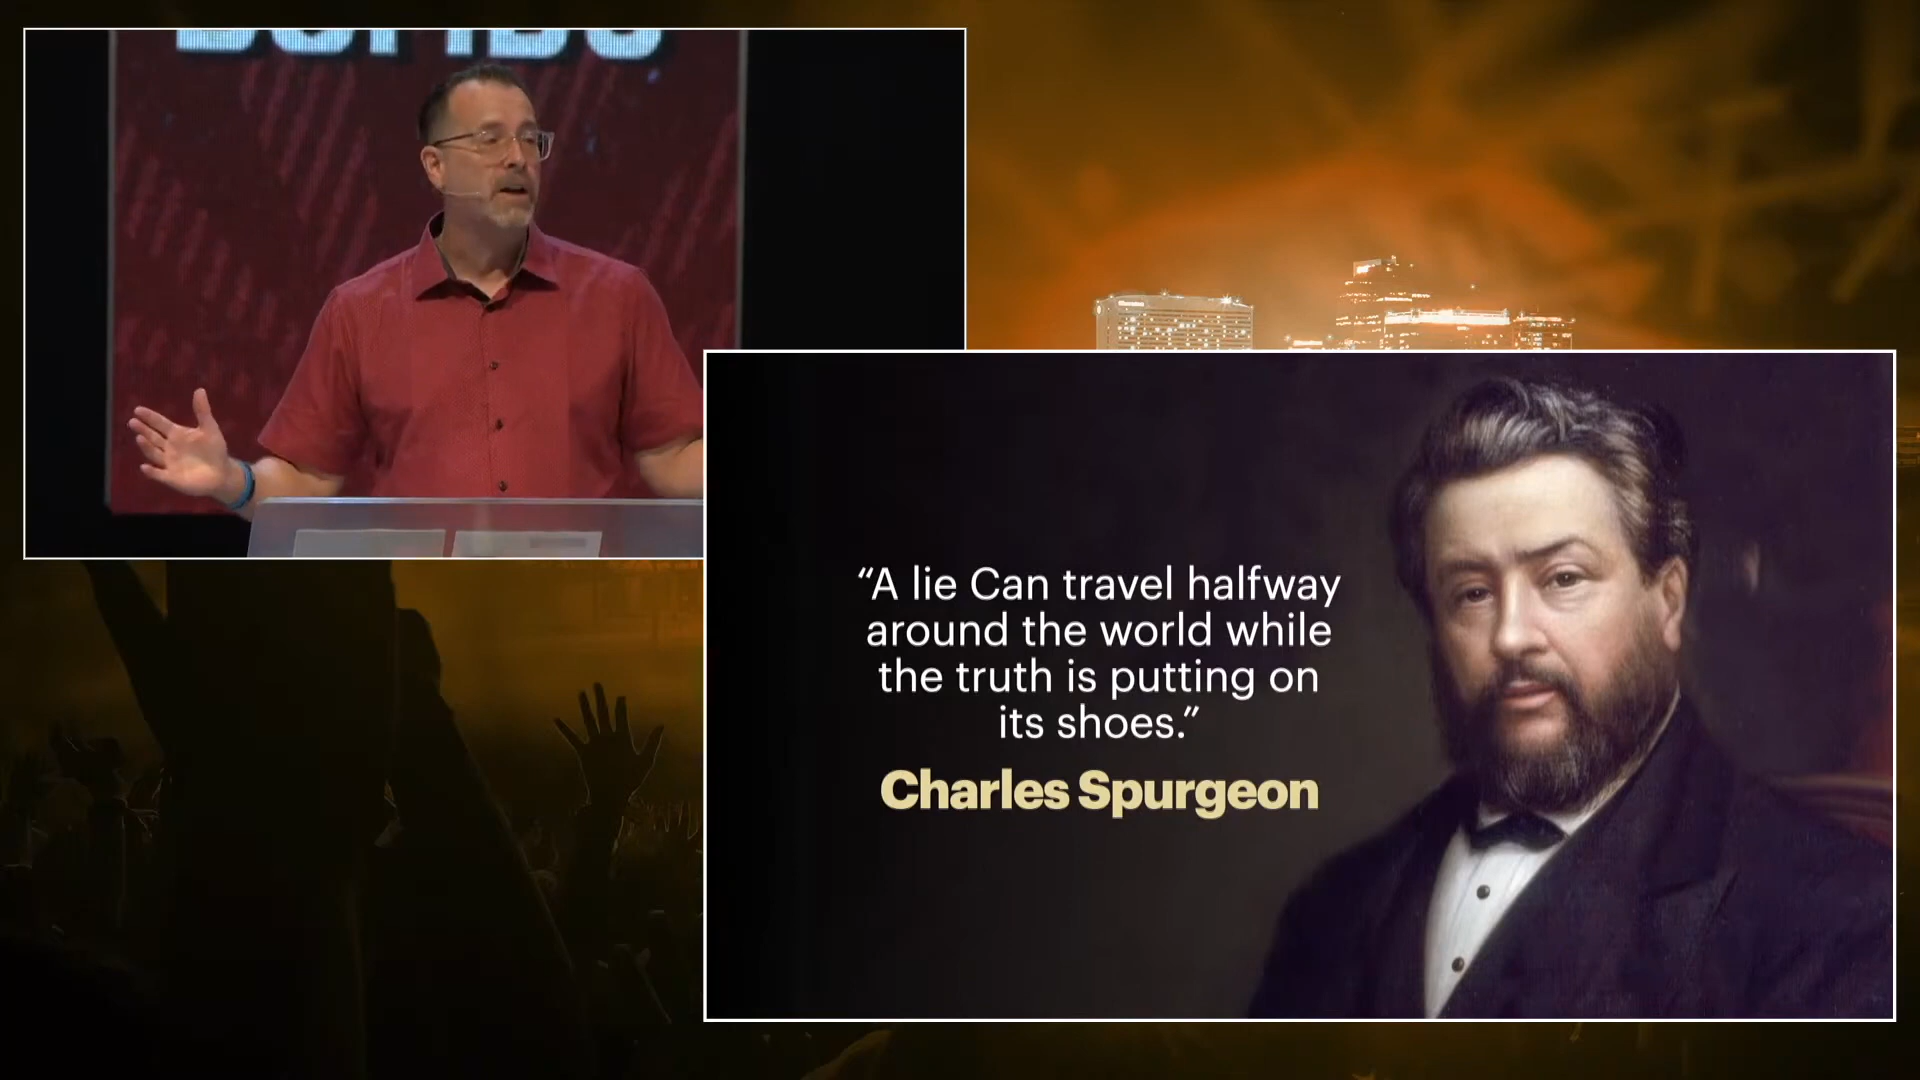 “A lie Can travel halfway
around the world while
the truth is putting on
its shoes.”
Charles Spurgeon